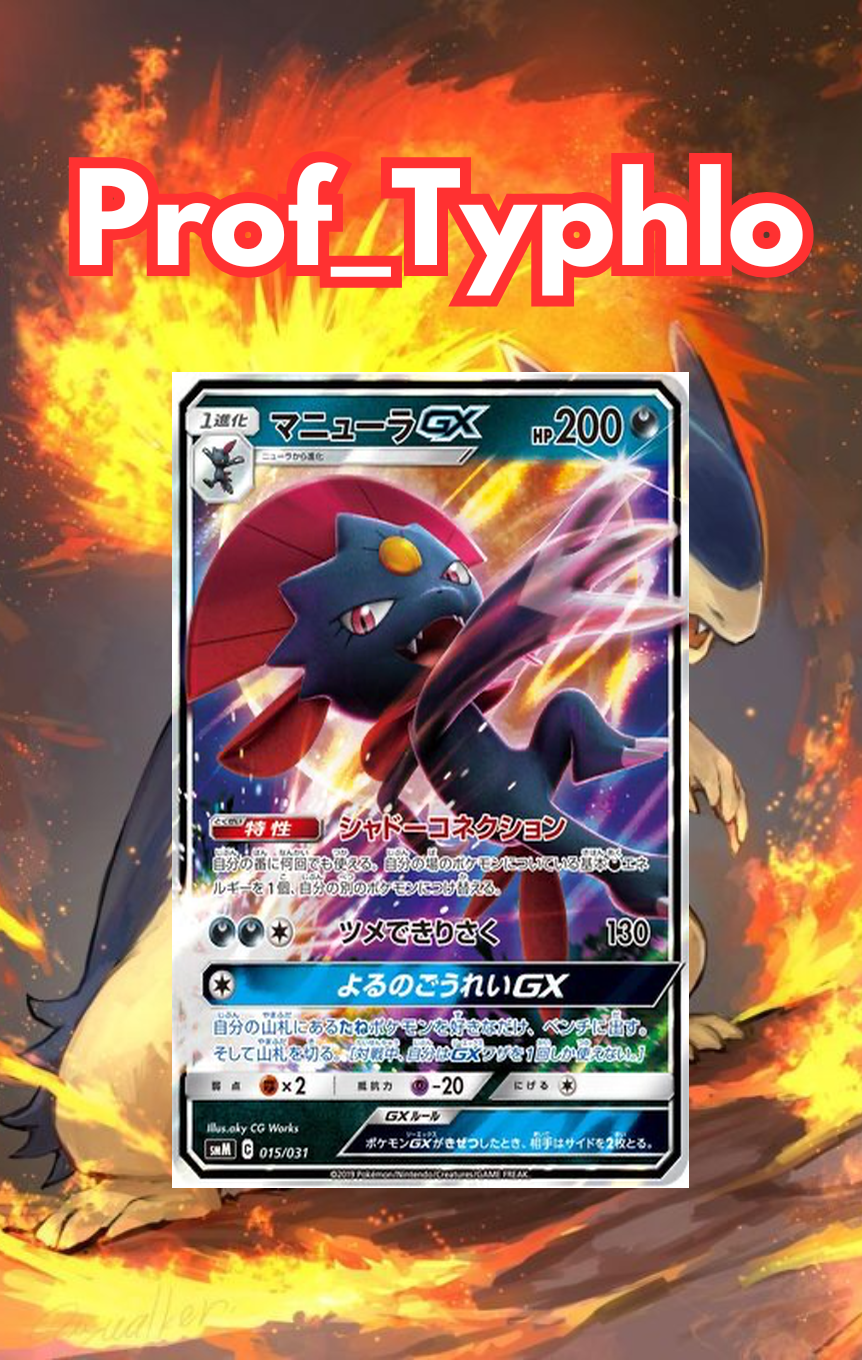 Prof_Typhlo
1進化 マニューラGX HP200
ニューラから進化
特性 シャドーコネクション
自分の番に何回でも使える。自分の場のポケモンについている基本エネ
ルギーを1個、自分の別のポケモンにつけ替える。
ツメできりさく 130
よるのごうれいGX
自分の山札にあるたねポケモンを好きなだけ、ベンチに出す。
そして山札を切る。[対戦中、自分はGXワザを1回しか使えない。]
弱点 ×2 抵抗力 -20 にげる
Illus.aky CG Works
GXルール
ポケモンGXがきぜつしたとき、相手はサイドを2枚とる。
SMM C 015/031
©2019 Pokémon/Nintendo/Creatures/GAME FREAK.